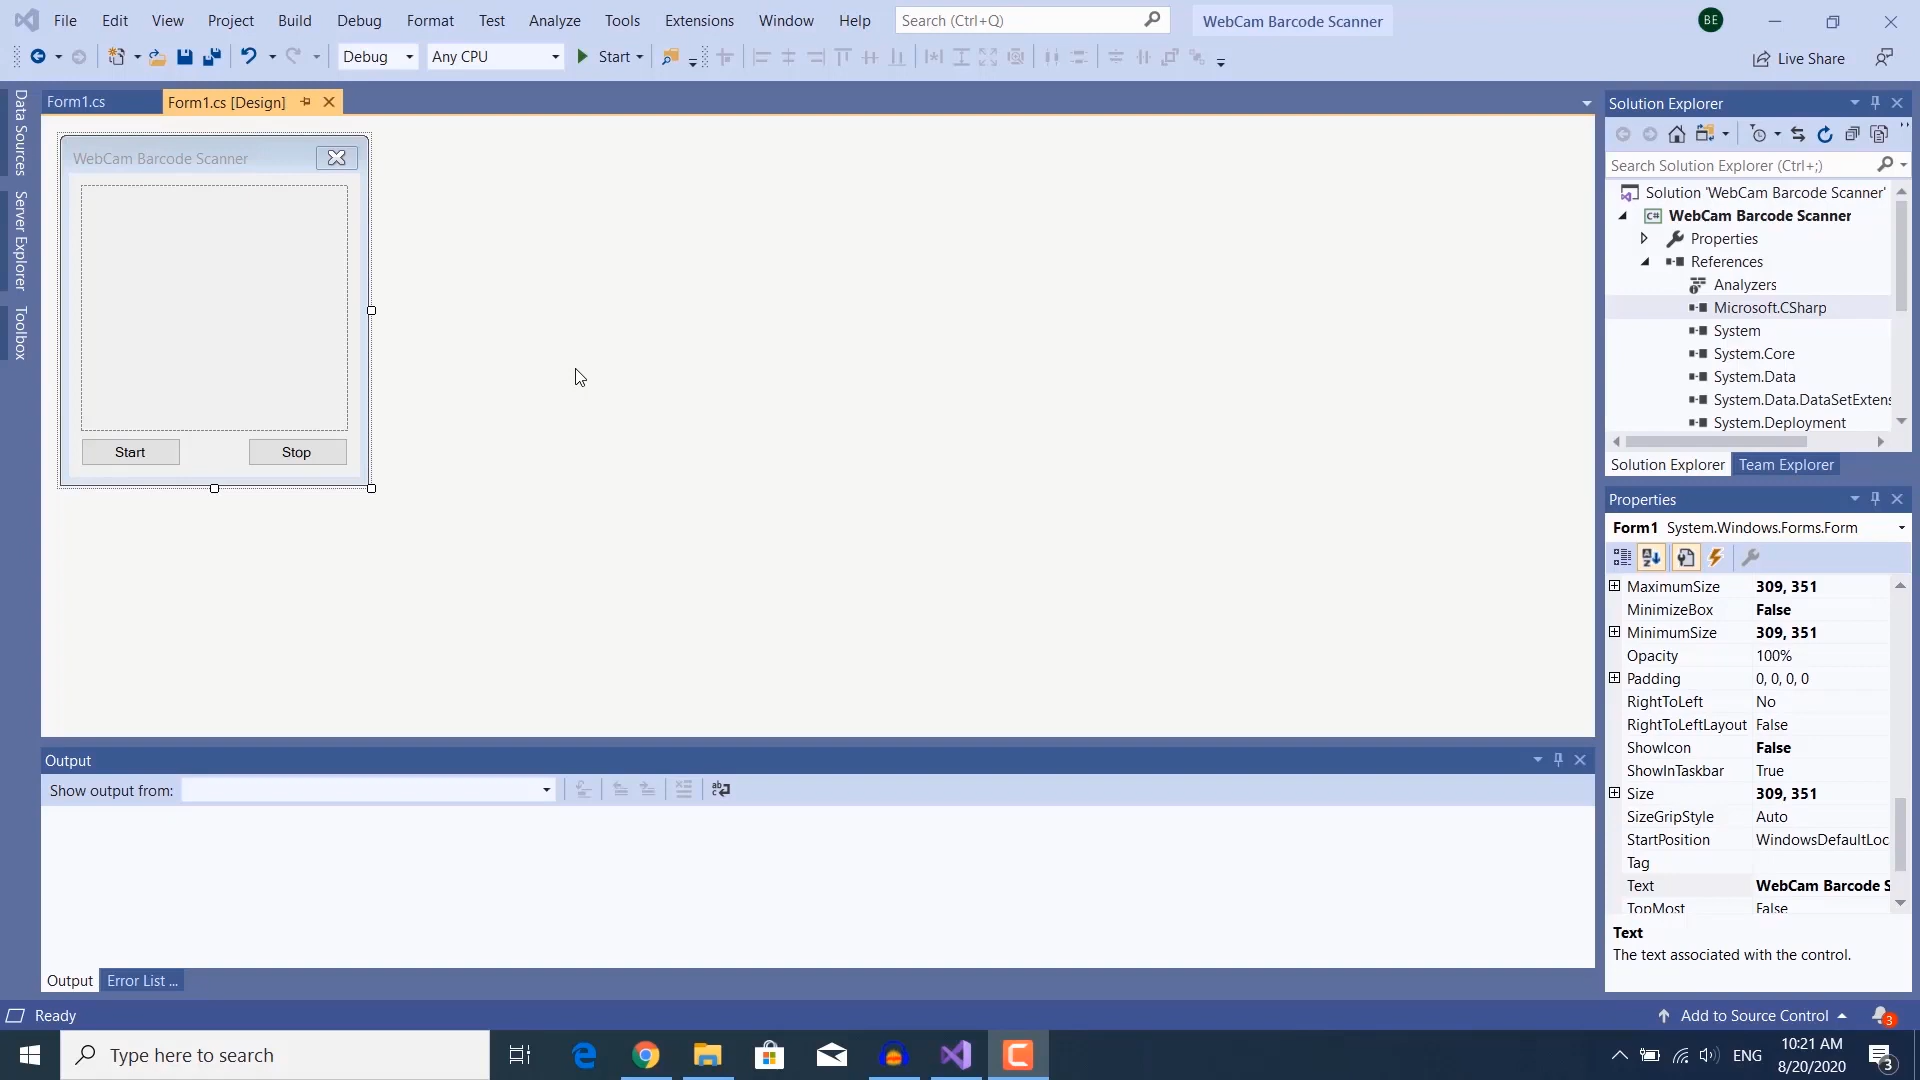 File Edit View Project Build Debug Format Test Analyze Tools Extensions Window Help Search (Ctrl+Q) WebCam Barcode Scanner BE
Debug Any CPU Start Live Share
Data Sources
Server Explorer
Toolbox
Form1.cs Form1.cs [Design]
WebCam Barcode Scanner
Start Stop
Output
Show output from:
Output Error List ...
Solution Explorer
Search Solution Explorer (Ctrl+;)
Solution 'WebCam Barcode Scanner'
C# WebCam Barcode Scanner
Properties
References
Analyzers
Microsoft.CSharp
System
System.Core
System.Data
System.Data.DataSetExtens
System.Deployment
Solution Explorer Team Explorer
Properties
Form1 System.Windows.Forms.Form
MaximumSize 309, 351
MinimizeBox False
MinimumSize 309, 351
Opacity 100%
Padding 0, 0, 0, 0
RightToLeft No
RightToLeftLayout False
ShowIcon False
ShowInTaskbar True
Size 309, 351
SizeGripStyle Auto
StartPosition WindowsDefaultLoc
Tag
Text WebCam Barcode S
TopMost False
Text
The text associated with the control.
Ready Add to Source Control 3
Type here to search ENG 10:21 AM
8/20/2020 3